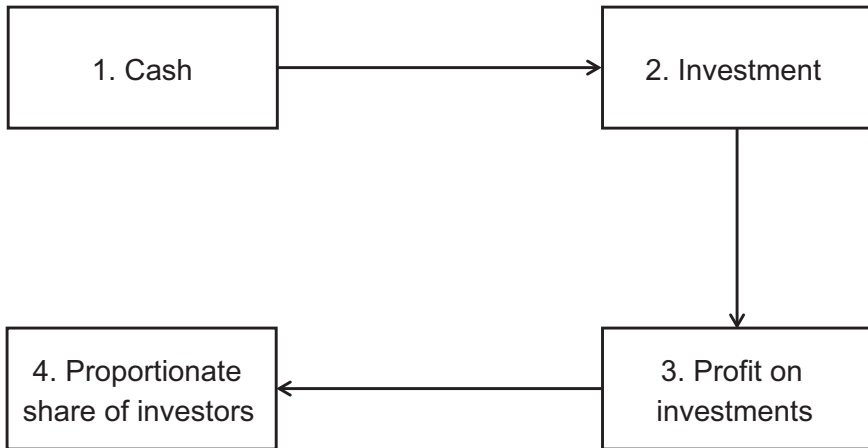 1. Cash
2. Investment
3. Profit on
investments
4. Proportionate
share of investors